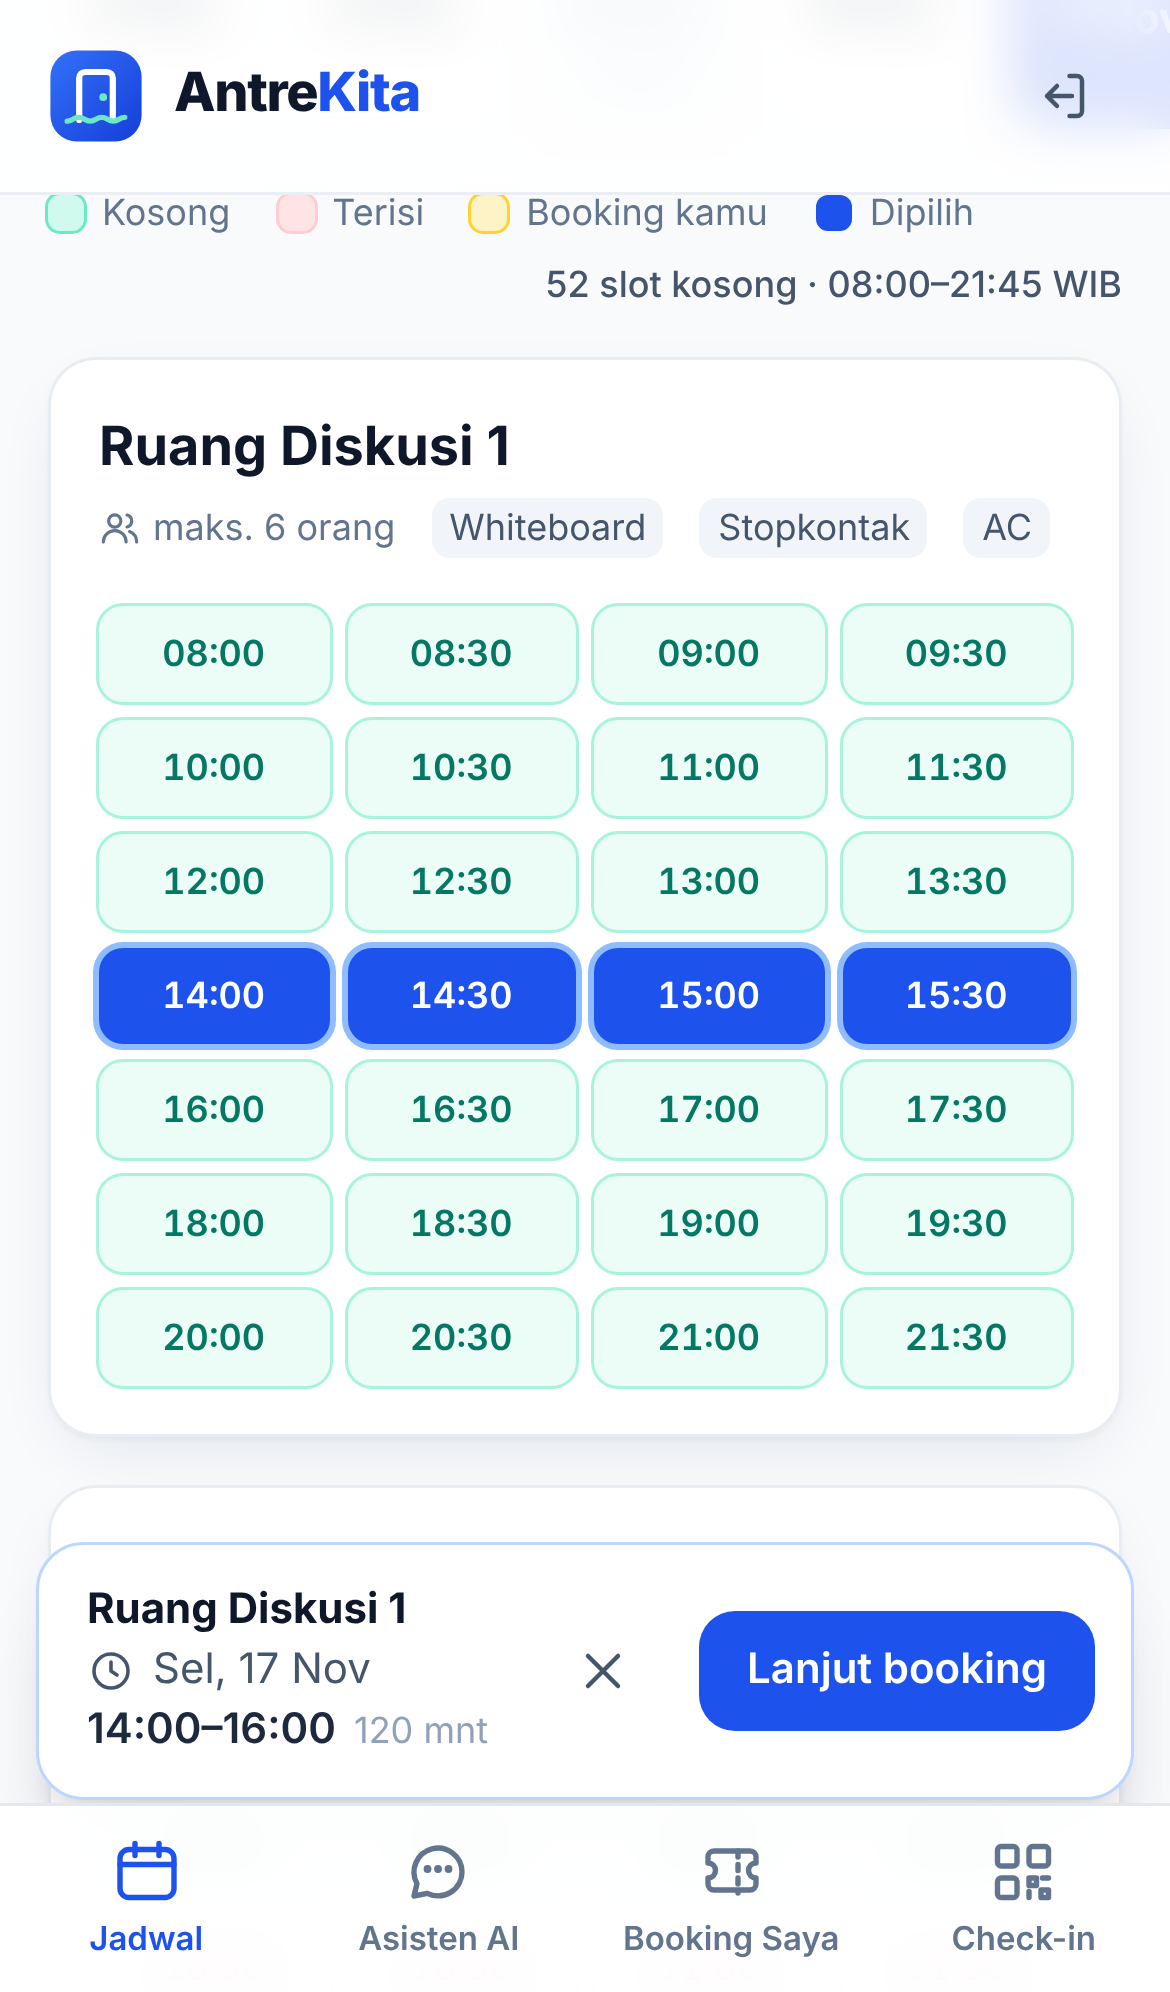 AntreKita
Kosong Terisi Booking kamu Dipilih
52 slot kosong · 08:00–21:45 WIB
Ruang Diskusi 1
maks. 6 orang Whiteboard Stopkontak AC
08:00 08:30 09:00 09:30
10:00 10:30 11:00 11:30
12:00 12:30 13:00 13:30
14:00 14:30 15:00 15:30
16:00 16:30 17:00 17:30
18:00 18:30 19:00 19:30
20:00 20:30 21:00 21:30
Ruang Diskusi 1
Sel, 17 Nov
14:00–16:00 120 mnt
Lanjut booking
Jadwal Asisten AI Booking Saya Check-in